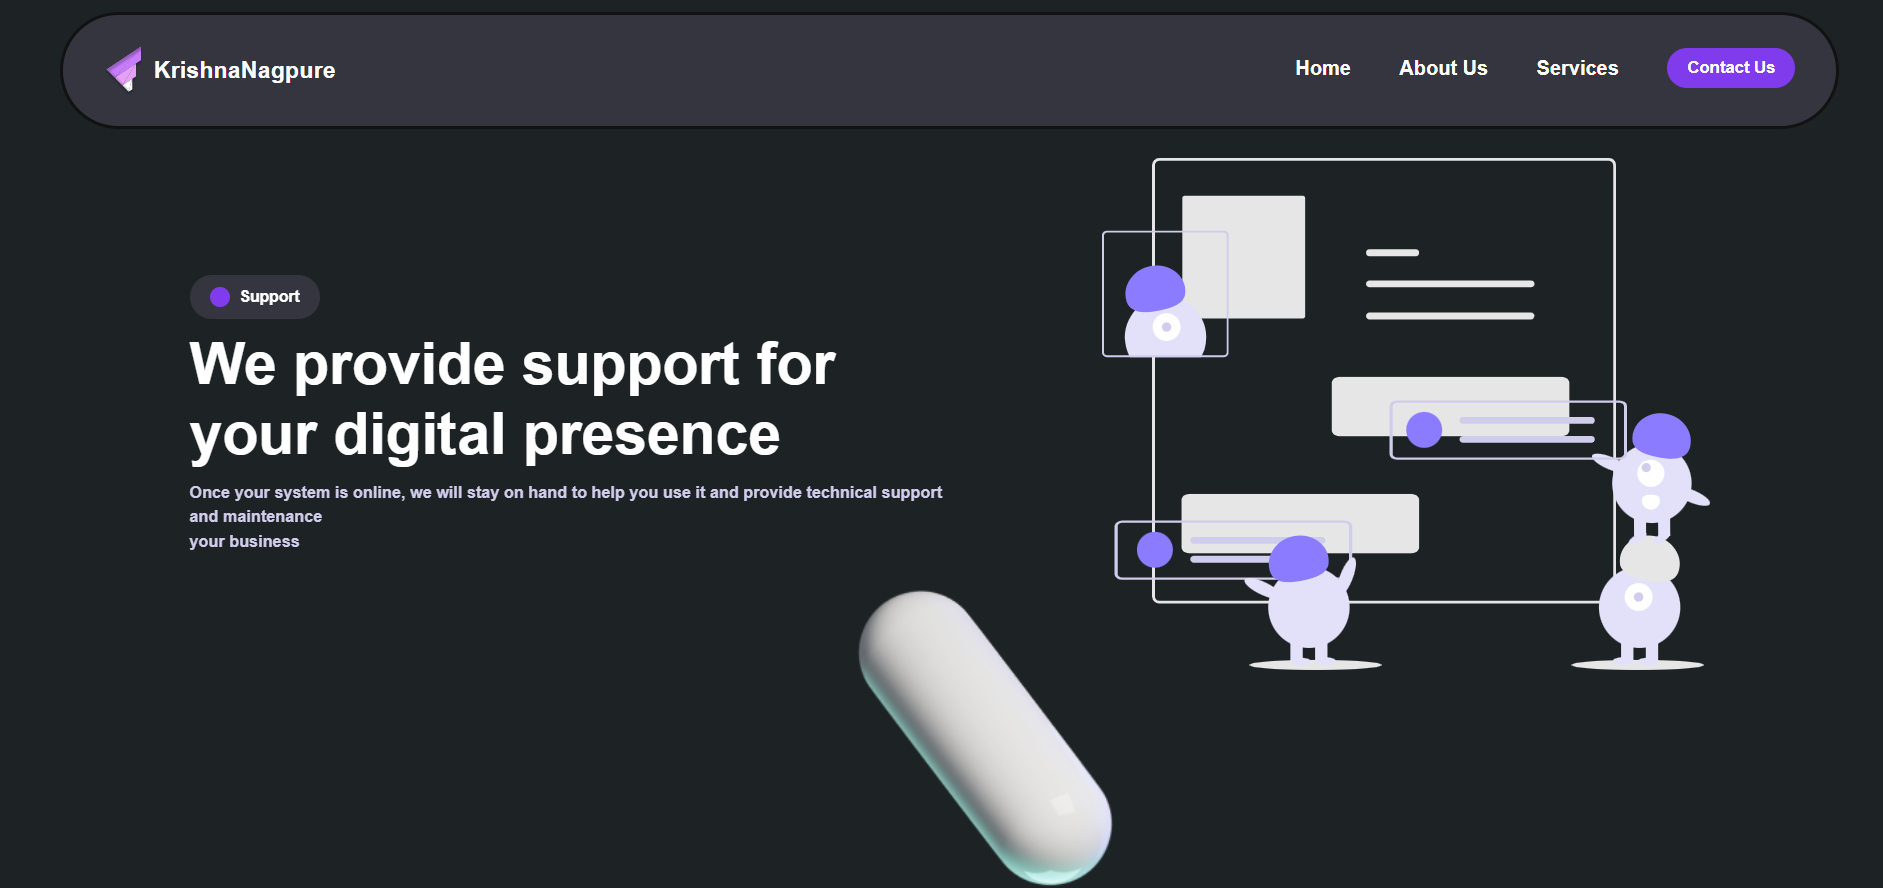 KrishnaNagpure
Home
About Us
Services
Contact Us
Support
We provide support for
your digital presence
Once your system is online, we will stay on hand to help you use it and provide technical support
and maintenance
your business